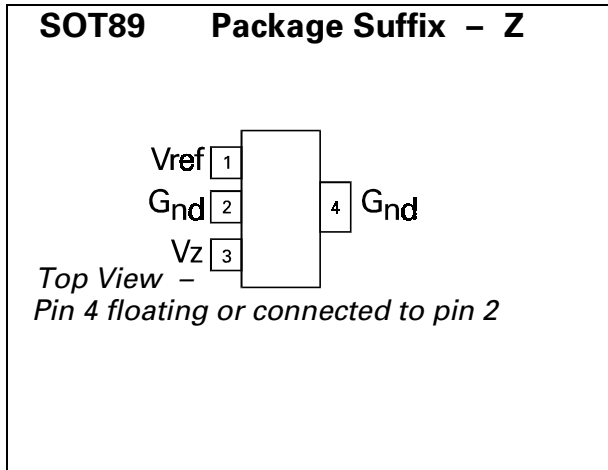 SOT89 Package Suffix – Z
Vref 1
Gnd 2
4 Gnd
Vz 3
Top View –
Pin 4 floating or connected to pin 2